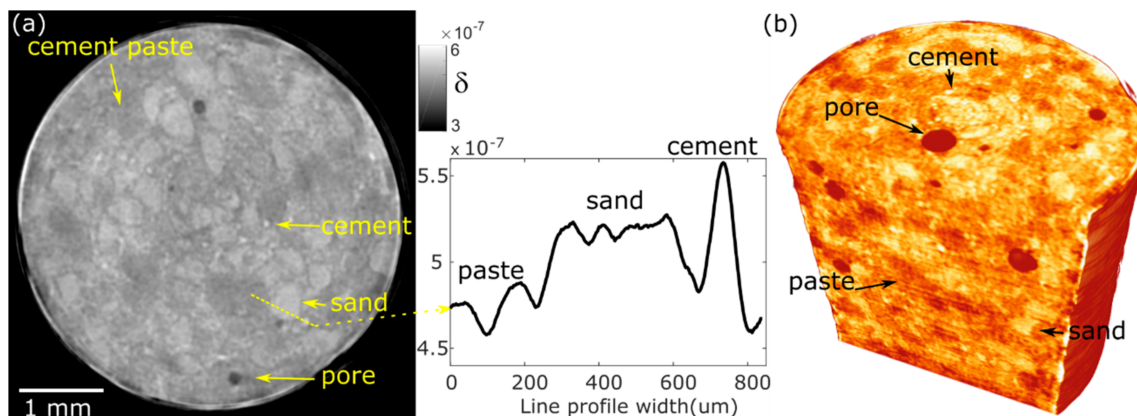 (a)
cement paste
cement
sand
pore
1 mm
×10⁻⁷
6
δ
3
× 10⁻⁷
5.5
5
4.5
paste
sand
cement
0
200
400
600
800
Line profile width(um)
(b)
cement
pore
paste
sand